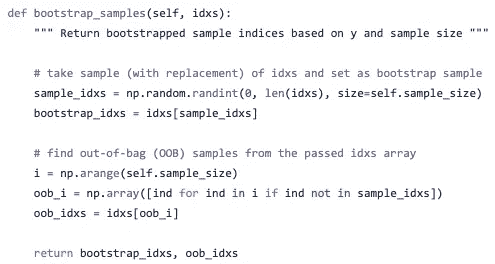 def bootstrap_samples(self, idxs):
    """ Return bootstrapped sample indices based on y and sample size """

    # take sample (with replacement) of idxs and set as bootstrap sample
    sample_idxs = np.random.randint(0, len(idxs), size=self.sample_size)
    bootstrap_idxs = idxs[sample_idxs]

    # find out-of-bag (OOB) samples from the passed idxs array
    i = np.arange(self.sample_size)
    oob_i = np.array([ind for ind in i if ind not in sample_idxs])
    oob_idxs = idxs[oob_i]

    return bootstrap_idxs, oob_idxs